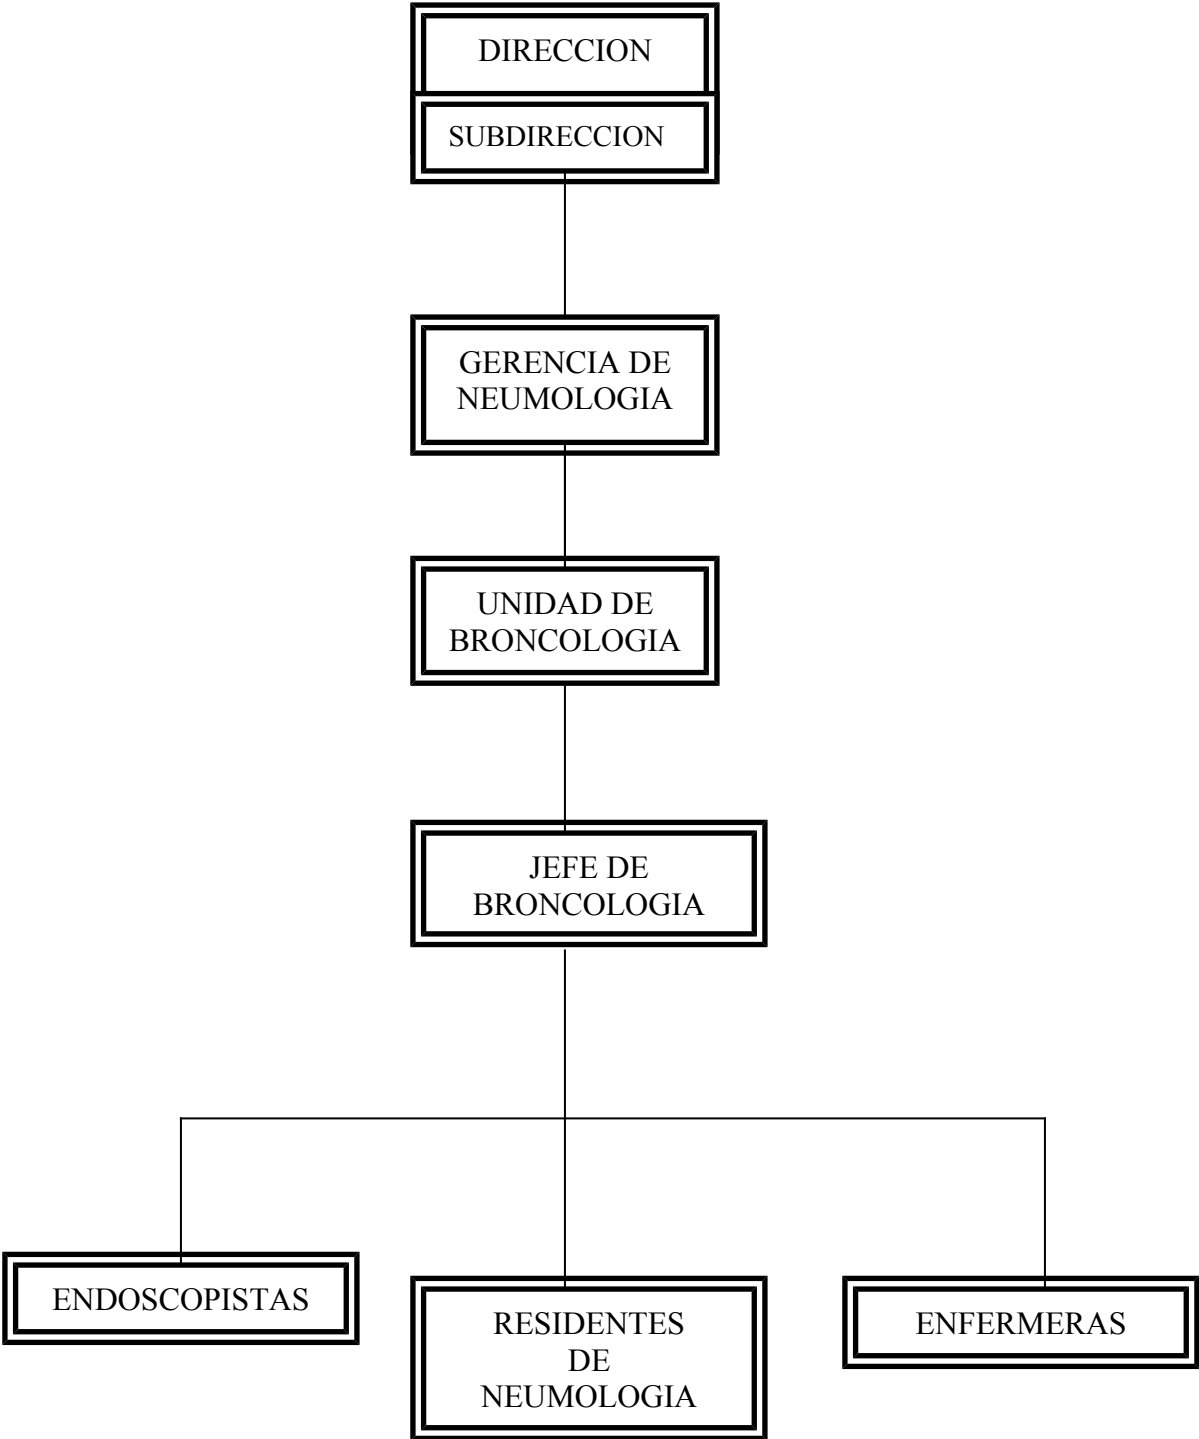 DIRECCION
SUBDIRECCION
GERENCIA DE
NEUMOLOGIA
UNIDAD DE
BRONCOLOGIA
JEFE DE
BRONCOLOGIA
ENDOSCOPISTAS
RESIDENTES
DE
NEUMOLOGIA
ENFERMERAS